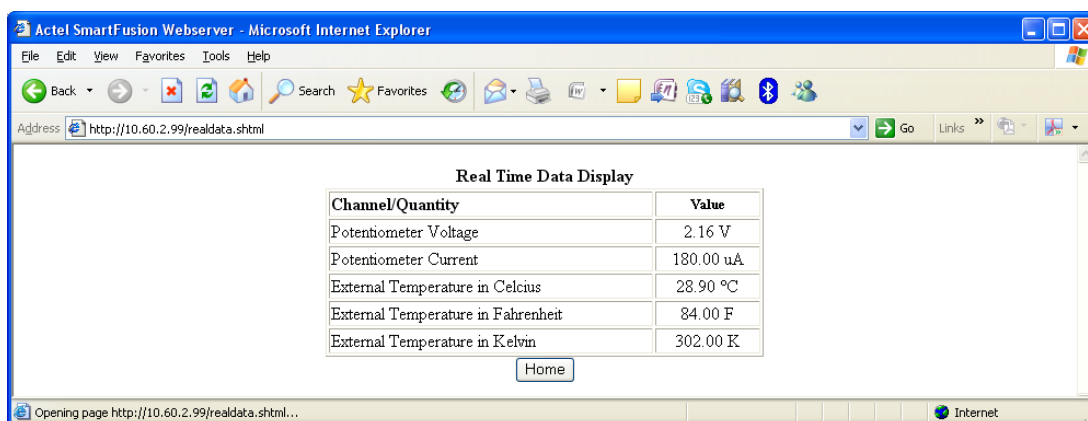 Actel SmartFusion Webserver - Microsoft Internet Explorer
File Edit View Favorites Tools Help
Back Search Favorites
Address http://10.60.2.99/realdata.shtml Go Links »
Real Time Data Display
Channel/Quantity Value
Potentiometer Voltage 2.16 V
Potentiometer Current 180.00 uA
External Temperature in Celcius 28.90 ºC
External Temperature in Fahrenheit 84.00 F
External Temperature in Kelvin 302.00 K
Home
Opening page http://10.60.2.99/realdata.shtml... Internet